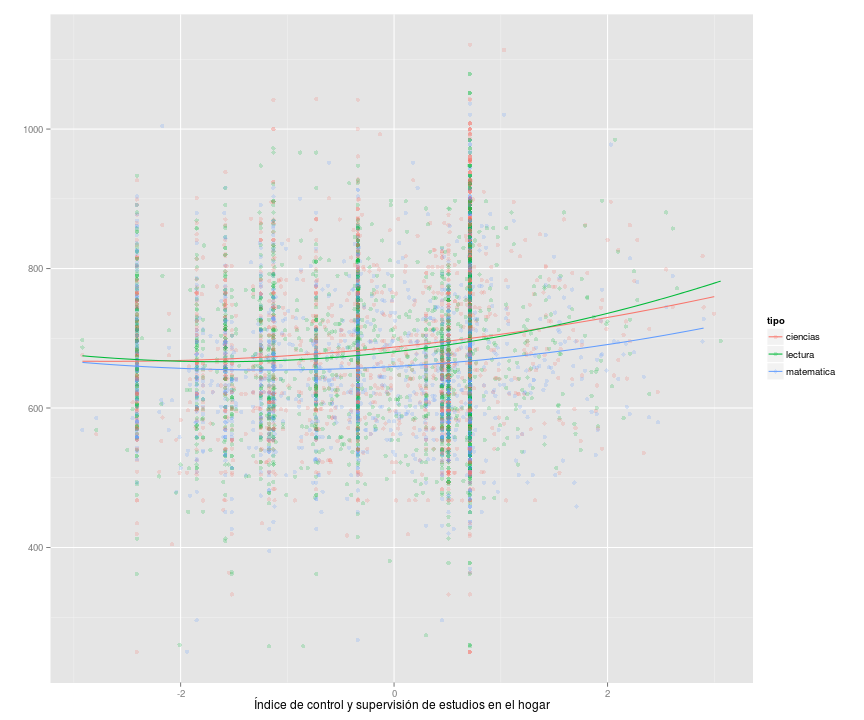 1000
800
600
400
-2
0
2
Índice de control y supervisión de estudios en el hogar
tipo
ciencias
lectura
matematica